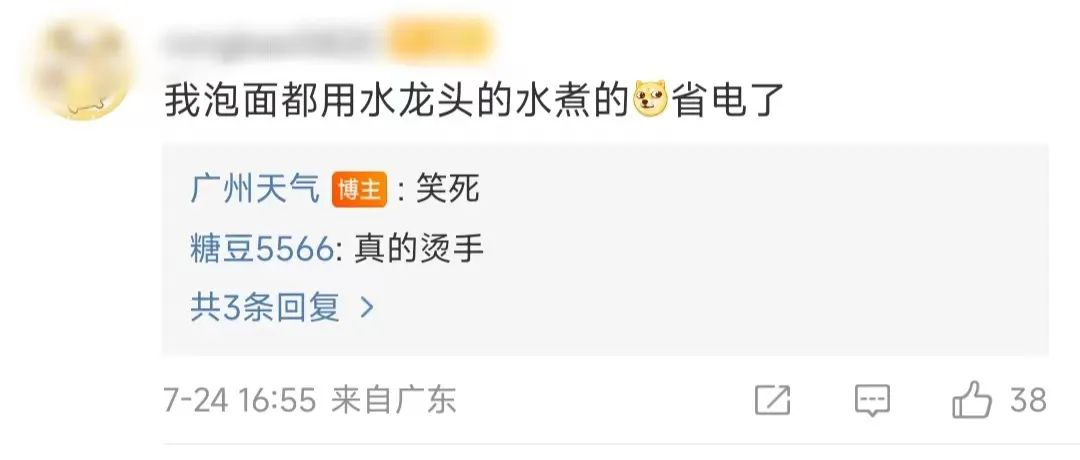 我泡面都用水龙头的水煮的省电了
广州天气 博主 : 笑死
糖豆5566: 真的烫手
共3条回复 >
7-24 16:55 来自广东
38